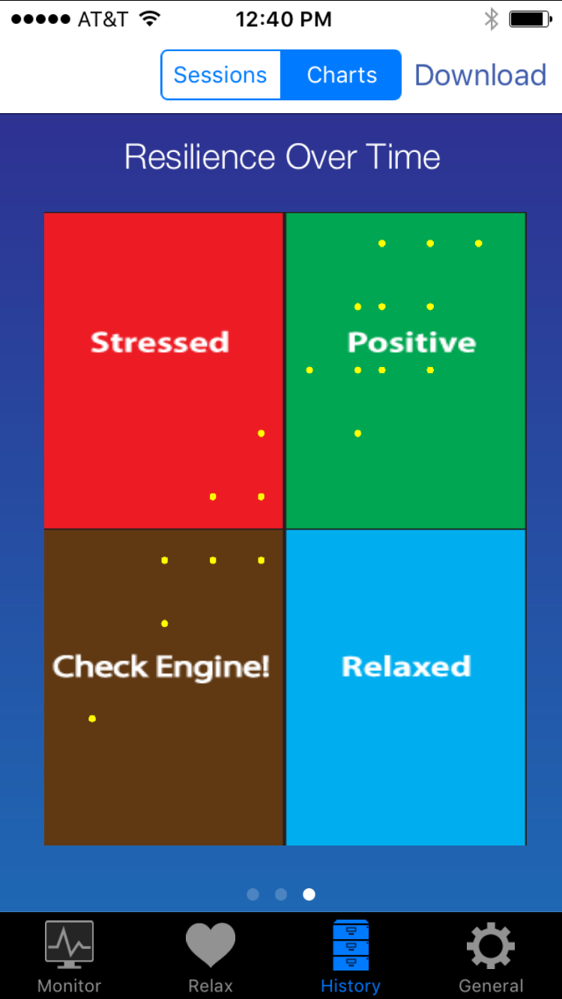 AT&T 12:40 PM
Sessions Charts Download
Resilience Over Time
Stressed Positive
Check Engine! Relaxed
Monitor Relax History General